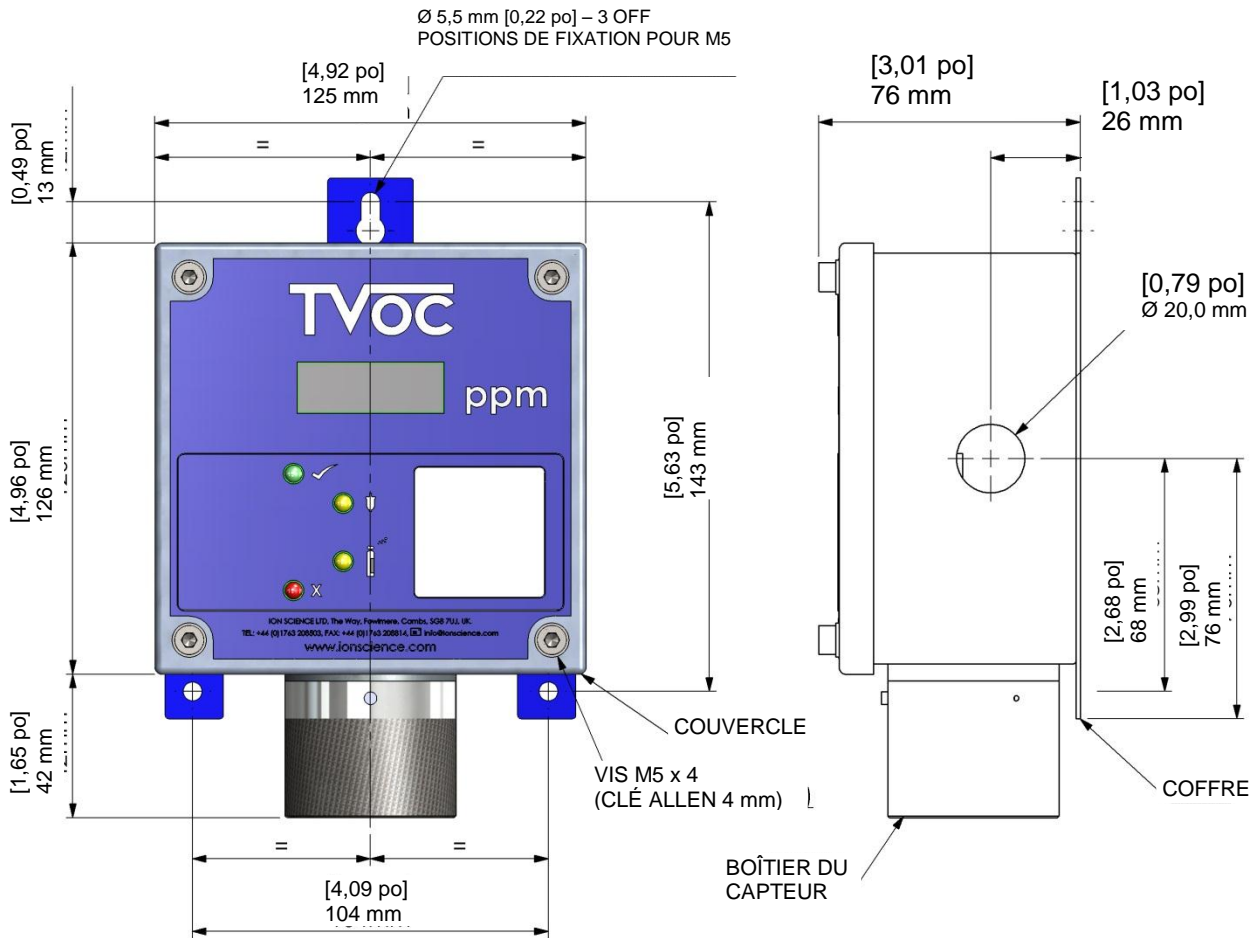 Ø 5,5 mm [0,22 po] – 3 OFF
POSITIONS DE FIXATION POUR M5
[4,92 po]
125 mm
[3,01 po]
76 mm
[1,03 po]
26 mm
=
=
[0,49 po]
13 mm
TVOC
ppm
[0,79 po]
Ø 20,0 mm
[4,96 po]
126 mm
[5,63 po]
143 mm
X
[2,68 po]
68 mm
[2,99 po]
76 mm
ION SCIENCE LTD, The Way, Fowlmere, Cambs, SG8 7UJ, UK.
TEL: +44 (0)1763 208503, FAX: +44 (0)1763 208814, info@ionscience.com
www.ionscience.com
[1,65 po]
42 mm
COUVERCLE
VIS M5 x 4
(CLÉ ALLEN 4 mm)
COFFRE
=
=
BOÎTIER DU
CAPTEUR
[4,09 po]
104 mm